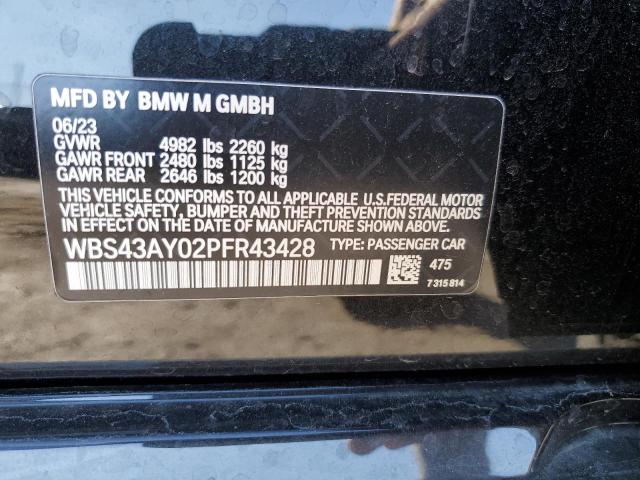 MFD BY BMW M GMBH
06/23
GVWR 4982 lbs 2260 kg
GAWR FRONT 2480 lbs 1125 kg
GAWR REAR 2646 lbs 1200 kg
THIS VEHICLE CONFORMS TO ALL APPLICABLE U.S.FEDERAL MOTOR
VEHICLE SAFETY, BUMPER AND THEFT PREVENTION STANDARDS
IN EFFECT ON THE DATE OF MANUFACTURE SHOWN ABOVE.
WBS43AY02PFR43428 TYPE: PASSENGER CAR
475
7 315 814